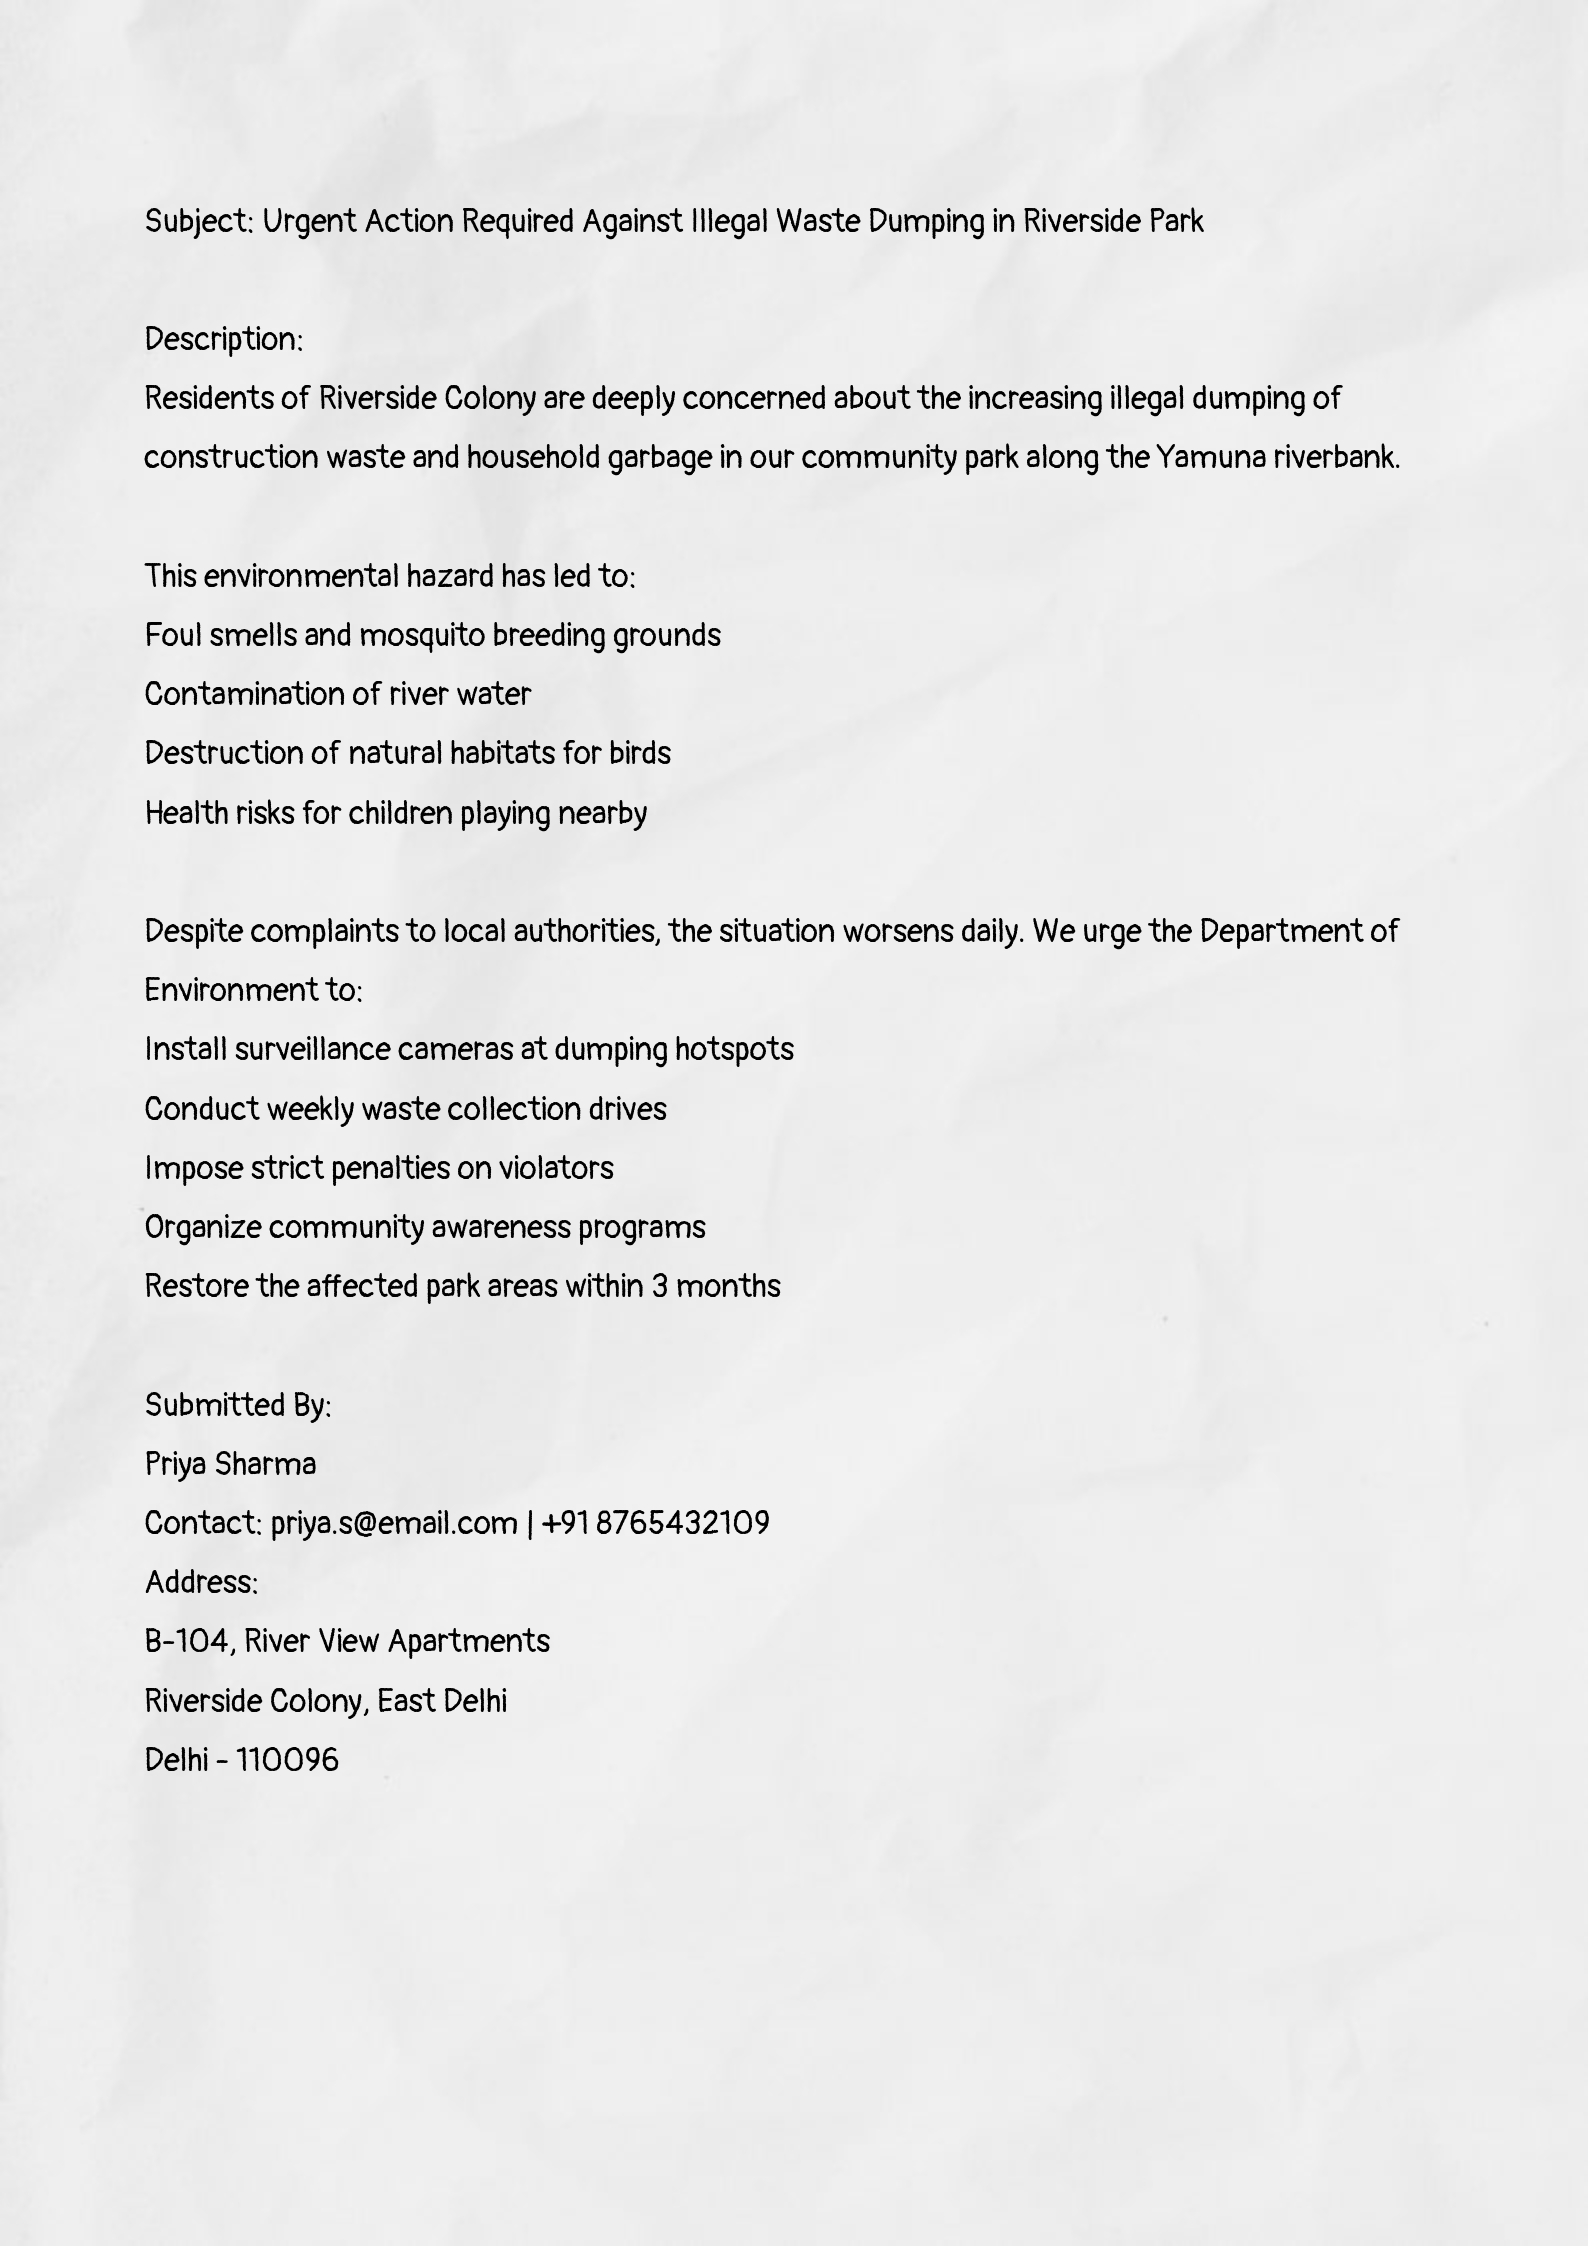 Subject: Urgent Action Required Against Illegal Waste Dumping in Riverside Park
Description:
Residents of Riverside Colony are deeply concerned about the increasing illegal dumping of
construction waste and household garbage in our community park along the Yamuna riverbank.
This environmental hazard has led to:
Foul smells and mosquito breeding grounds
Contamination of river water
Destruction of natural habitats for birds
Health risks for children playing nearby
Despite complaints to local authorities, the situation worsens daily. We urge the Department of
Environment to:
Install surveillance cameras at dumping hotspots
Conduct weekly waste collection drives
Impose strict penalties on violators
Organize community awareness programs
Restore the affected park areas within 3 months
Submitted By:
Priya Sharma
Contact: priya.s@email.com | +91 8765432109
Address:
B-104, River View Apartments
Riverside Colony, East Delhi
Delhi - 110096